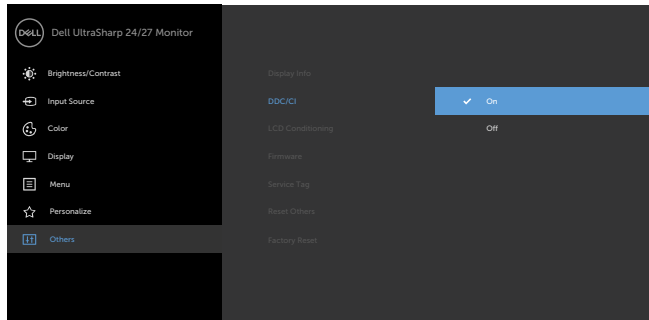 DELL
Dell UltraSharp 24/27 Monitor
Brightness/Contrast
Display Info
Input Source
DDC/CI
On
Color
LCD Conditioning
Off
Display
Firmware
Menu
Service Tag
Personalize
Reset Others
Others
Factory Reset